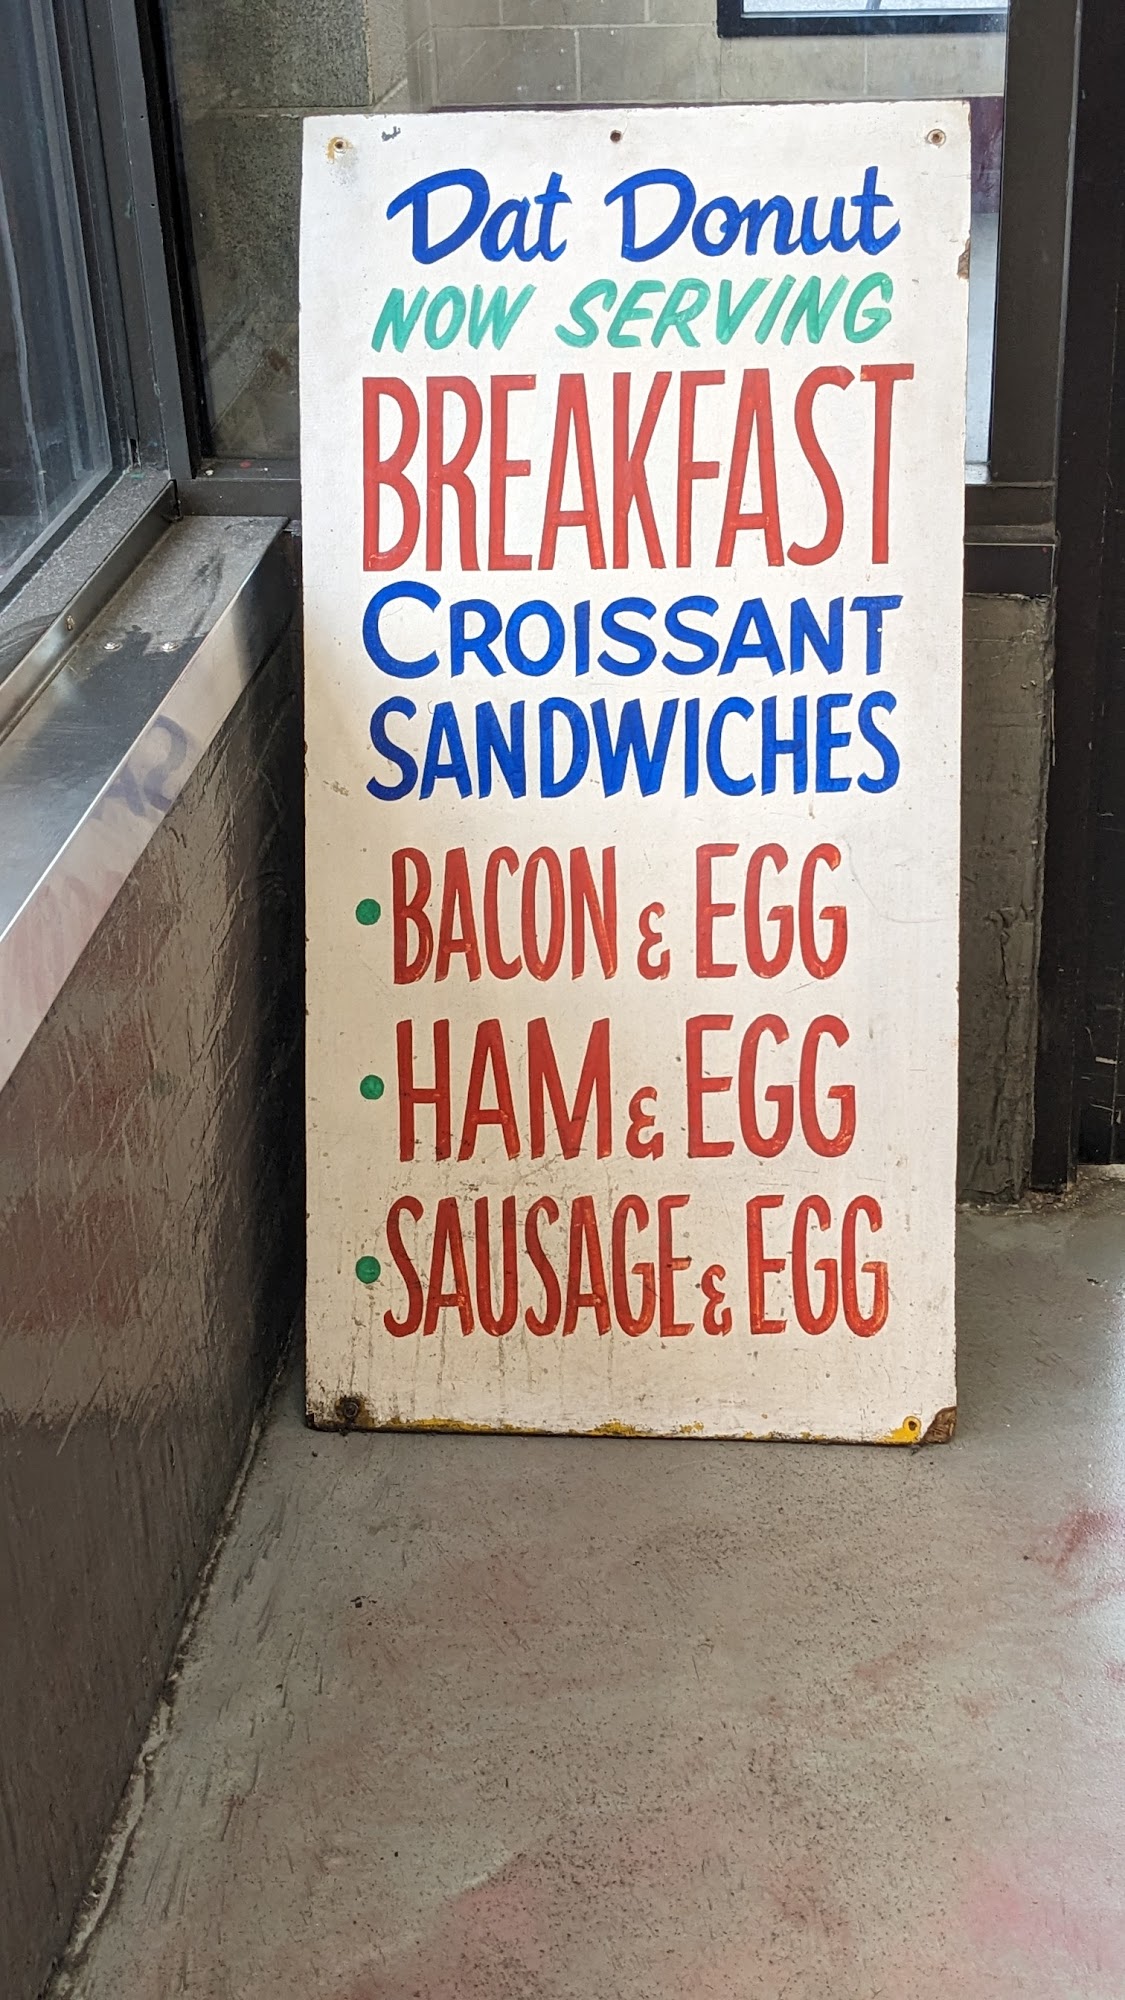 Dat Donut
NOW SERVING
BREAKFAST
CROISSANT
SANDWICHES
• BACON & EGG
• HAM & EGG
• SAUSAGE & EGG